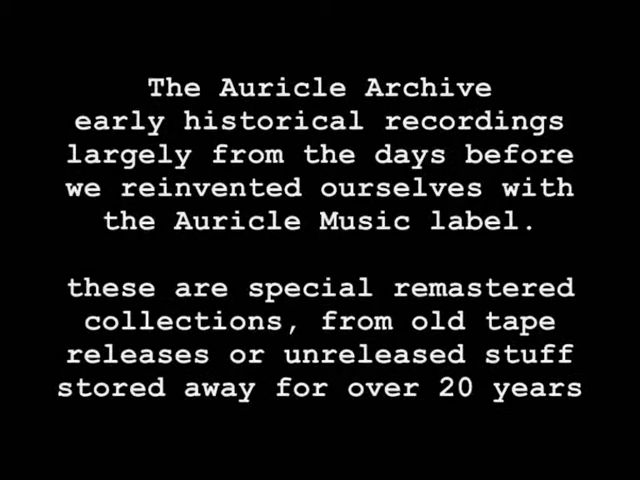 The Auricle Archive
early historical recordings
largely from the days before
we reinvented ourselves with
the Auricle Music label.
these are special remastered
collections, from old tape
releases or unreleased stuff
stored away for over 20 years